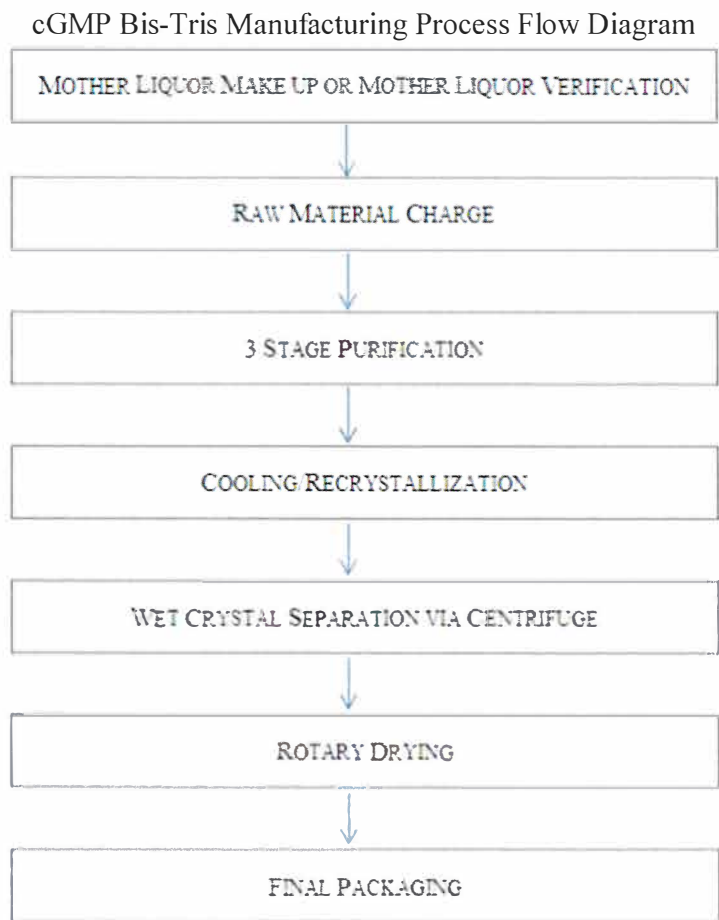 cGMP Bis-Tris Manufacturing Process Flow Diagram
MOTHER LIQUOR MAKE UP OR MOTHER LIQUOR VERIFICATION
RAW MATERIAL CHARGE
3 STAGE PURIFICATION
COOLING/RECRYSTALLIZATION
WET CRYSTAL SEPARATION VIA CENTRIFUGE
ROTARY DRYING
FINAL PACKAGING